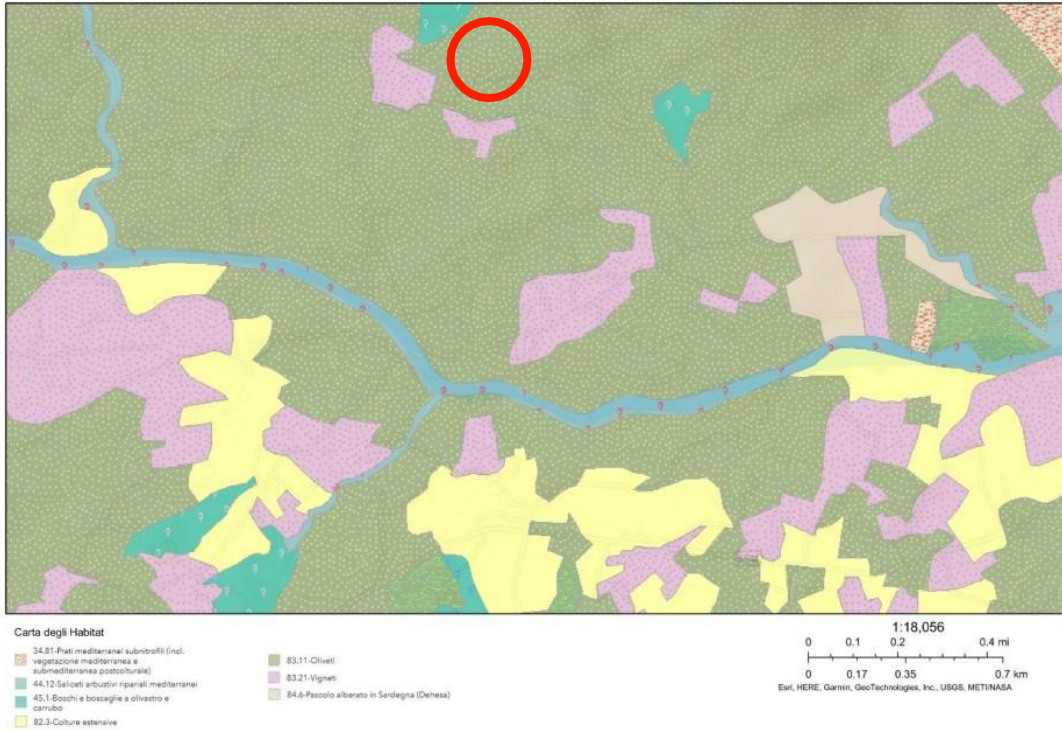 Carta degli Habitat
34.81-Prati mediterranei subnitrofili (incl.
vegetazione mediterranea e
submediterranea postcolturale)
44.12-Saliceti arbustivi ripariali mediterranei
45.1-Boschi e boscaglie a olivastro e
carrubo
82.3-Colture estensive
83.11-Oliveti
83.21-Vigneti
84.6-Pascolo alberato in Sardegna (Dehesa)
1:18,056
0 0.1 0.2 0.4 mi
0 0.17 0.35 0.7 km
Esri, HERE, Garmin, GeoTechnologies, Inc., USGS, METI/NASA